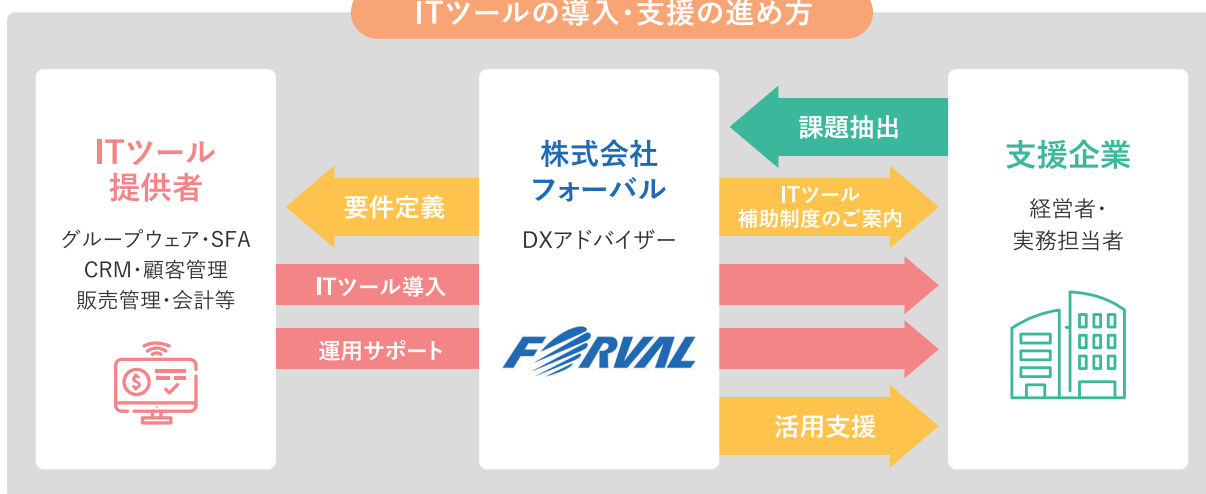 ITツールの導入・支援の進め方
ITツール
提供者
グループウェア・SFA
CRM・顧客管理
販売管理・会計等
要件定義
ITツール導入
運用サポート
株式会社
フォーバル
DXアドバイザー
FORVAL
課題抽出
ITツール
補助制度のご案内
活用支援
支援企業
経営者・
実務担当者